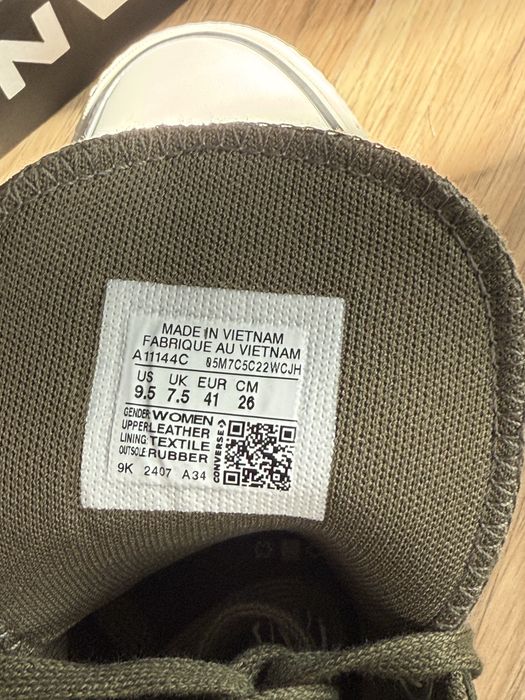 MADE IN VIETNAM
FABRIQUE AU VIETNAM
A11144C 05M7C5C22WCJH
US UK EUR CM
9.5 7.5 41 26
GENDER: WOMEN
UPPER: LEATHER
LINING: TEXTILE
OUTSOLE: RUBBER
CONVERSE
9K 2407 A34